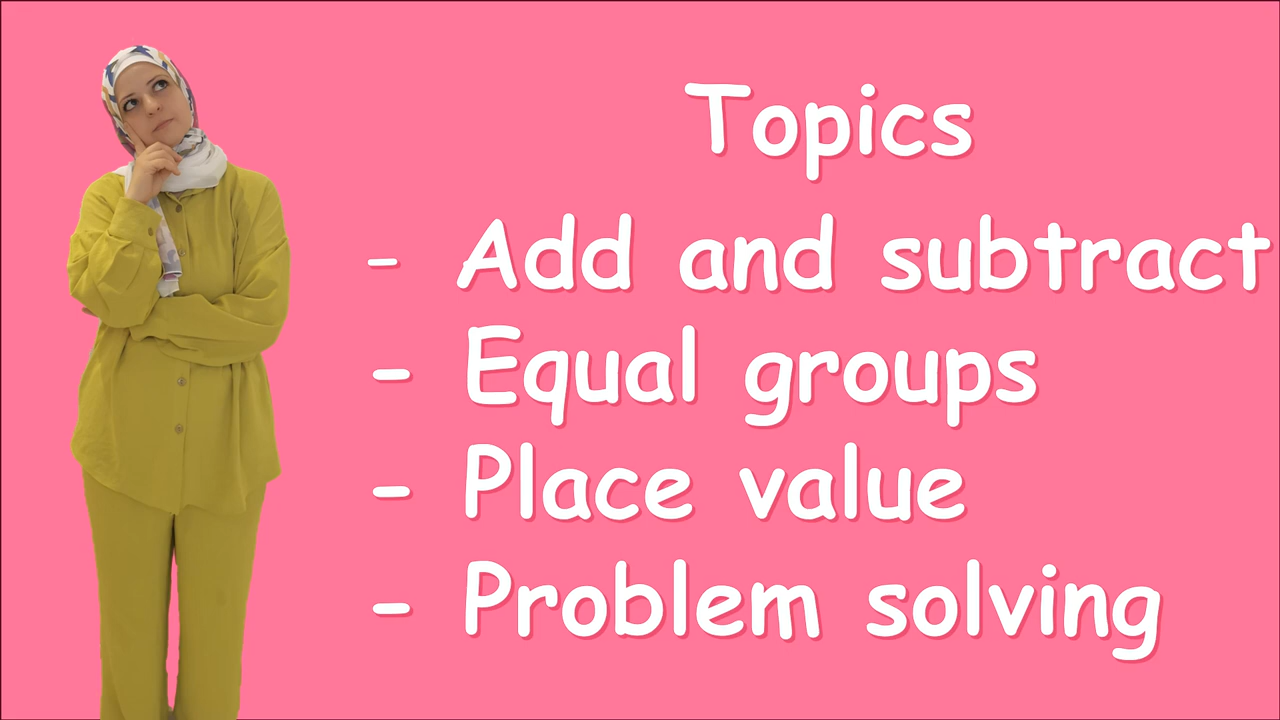 Topics
- Add and subtract
- Equal groups
- Place value
- Problem solving